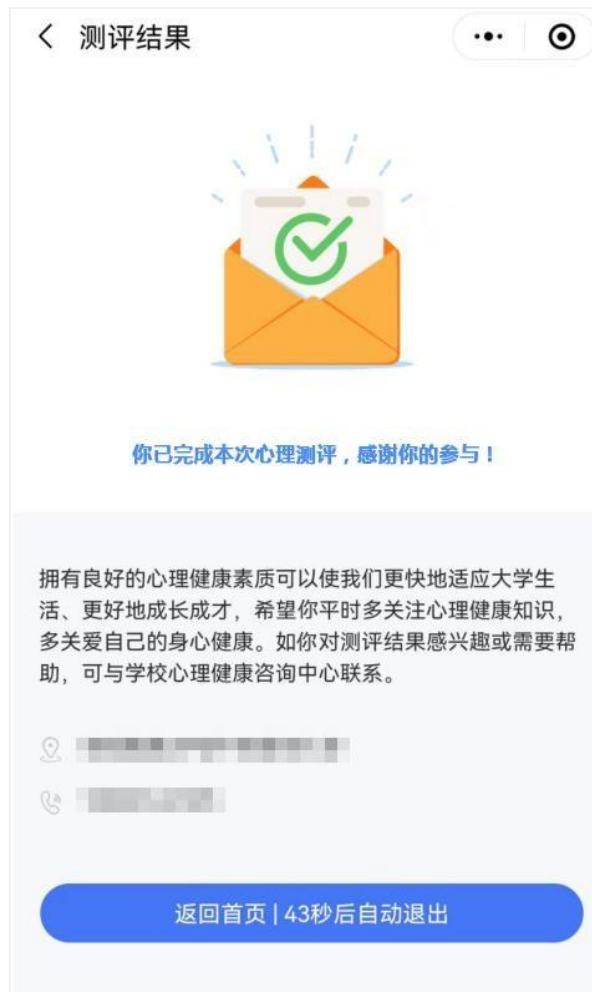 测评结果
你已完成本次心理测评，感谢你的参与！
拥有良好的心理健康素质可以使我们更快地适应大学生
活、更好地成长成才，希望你平时多关注心理健康知识，
多关爱自己的身心健康。如你对测评结果感兴趣或需要帮
助，可与学校心理健康咨询中心联系。
返回首页 | 43秒后自动退出